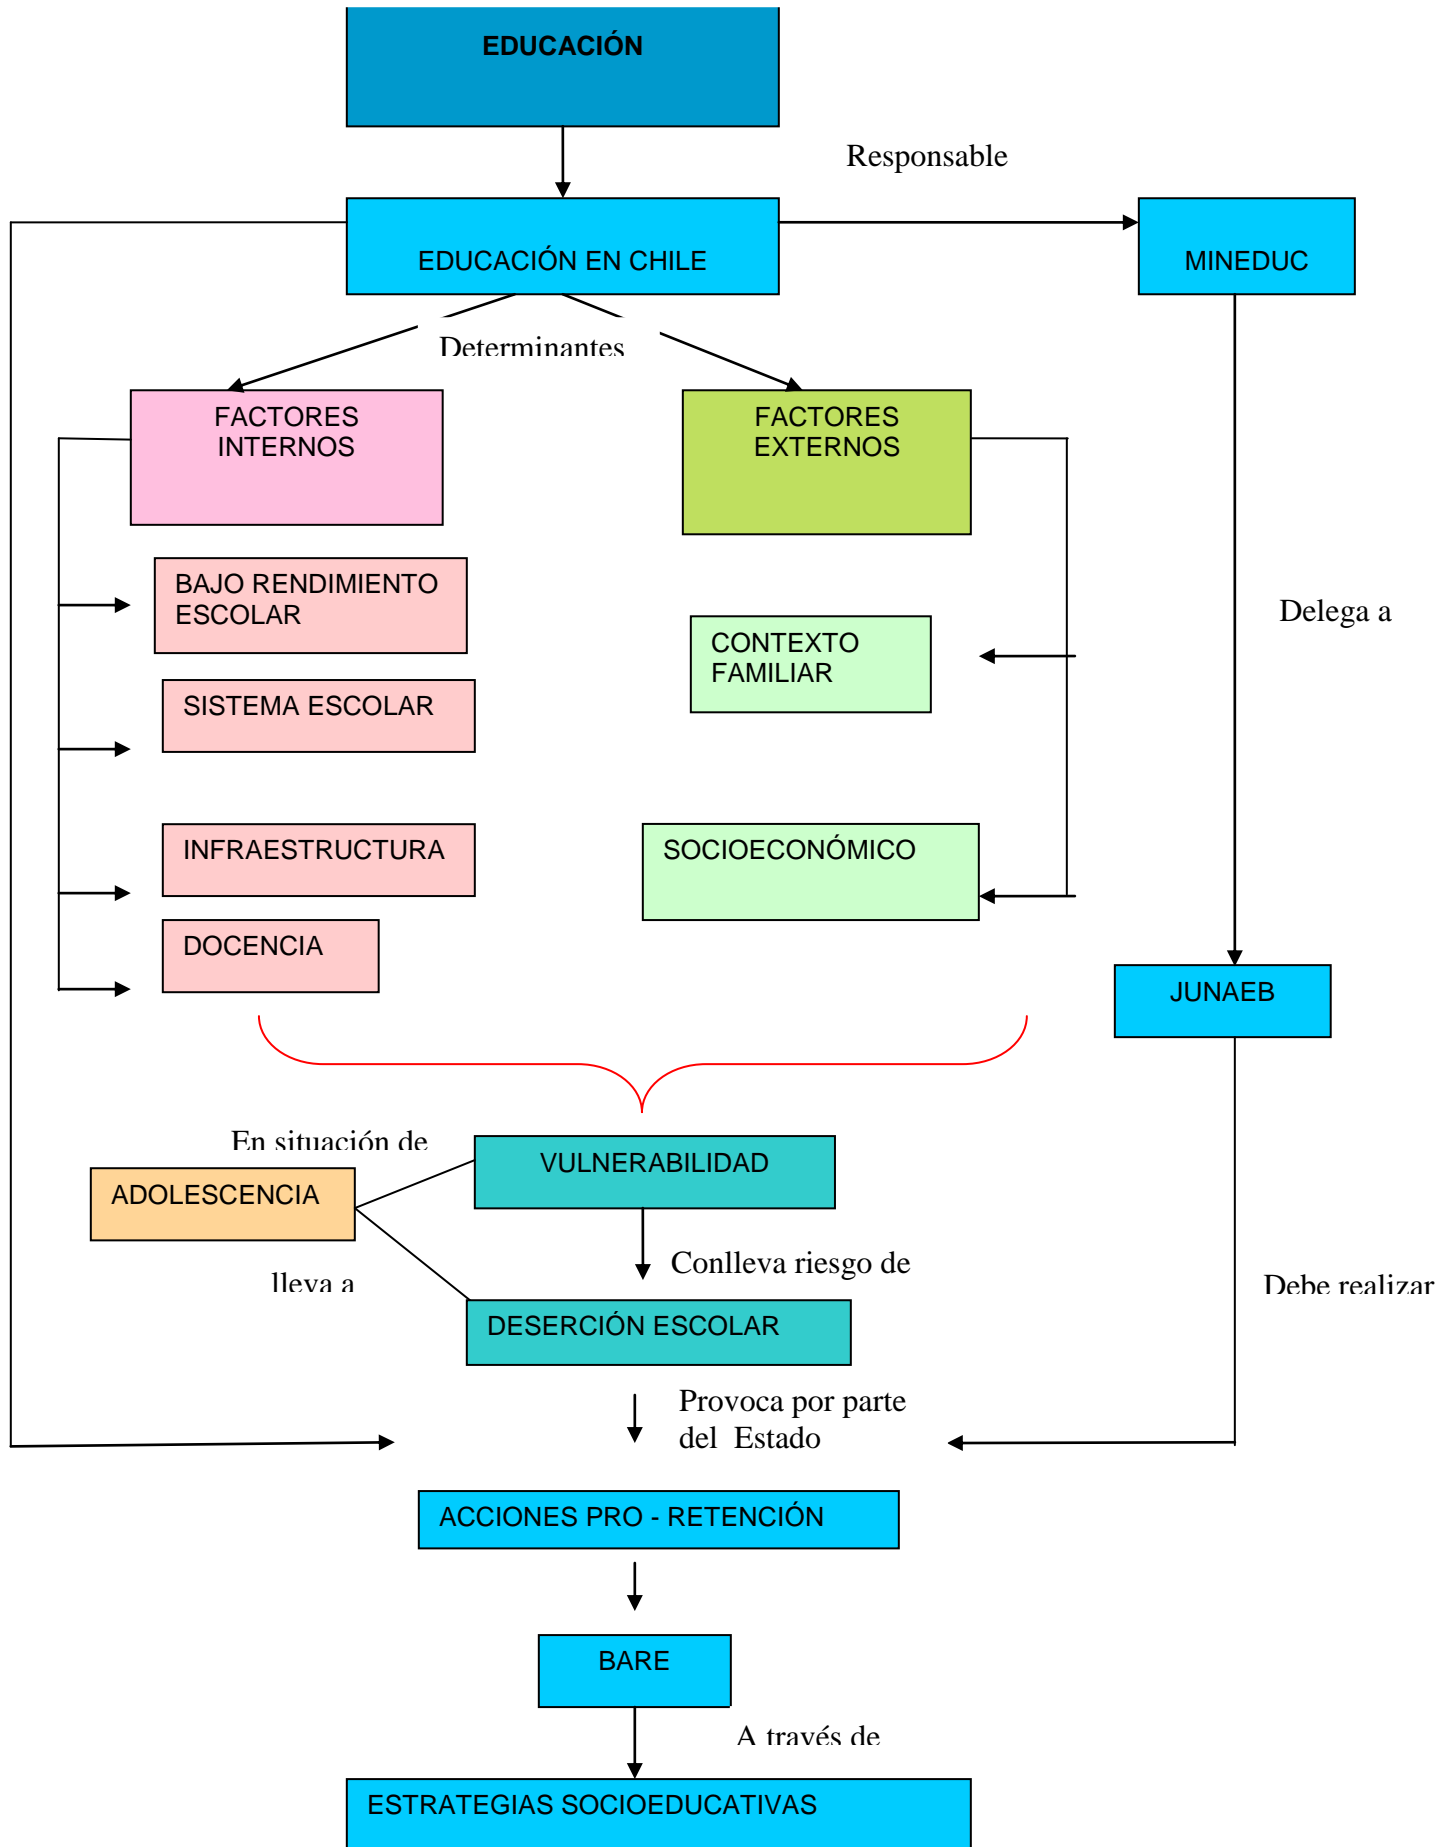 EDUCACIÓN
Responsable
EDUCACIÓN EN CHILE
MINEDUC
Determinantes
FACTORES
INTERNOS
FACTORES
EXTERNOS
BAJO RENDIMIENTO
ESCOLAR
CONTEXTO
FAMILIAR
Delega a
SISTEMA ESCOLAR
INFRAESTRUCTURA
SOCIOECONÓMICO
DOCENCIA
JUNAEB
En situación de
VULNERABILIDAD
ADOLESCENCIA
Conlleva riesgo de
lleva a
Debe realizar
DESERCIÓN ESCOLAR
Provoca por parte
del Estado
ACCIONES PRO - RETENCIÓN
BARE
A través de
ESTRATEGIAS SOCIOEDUCATIVAS